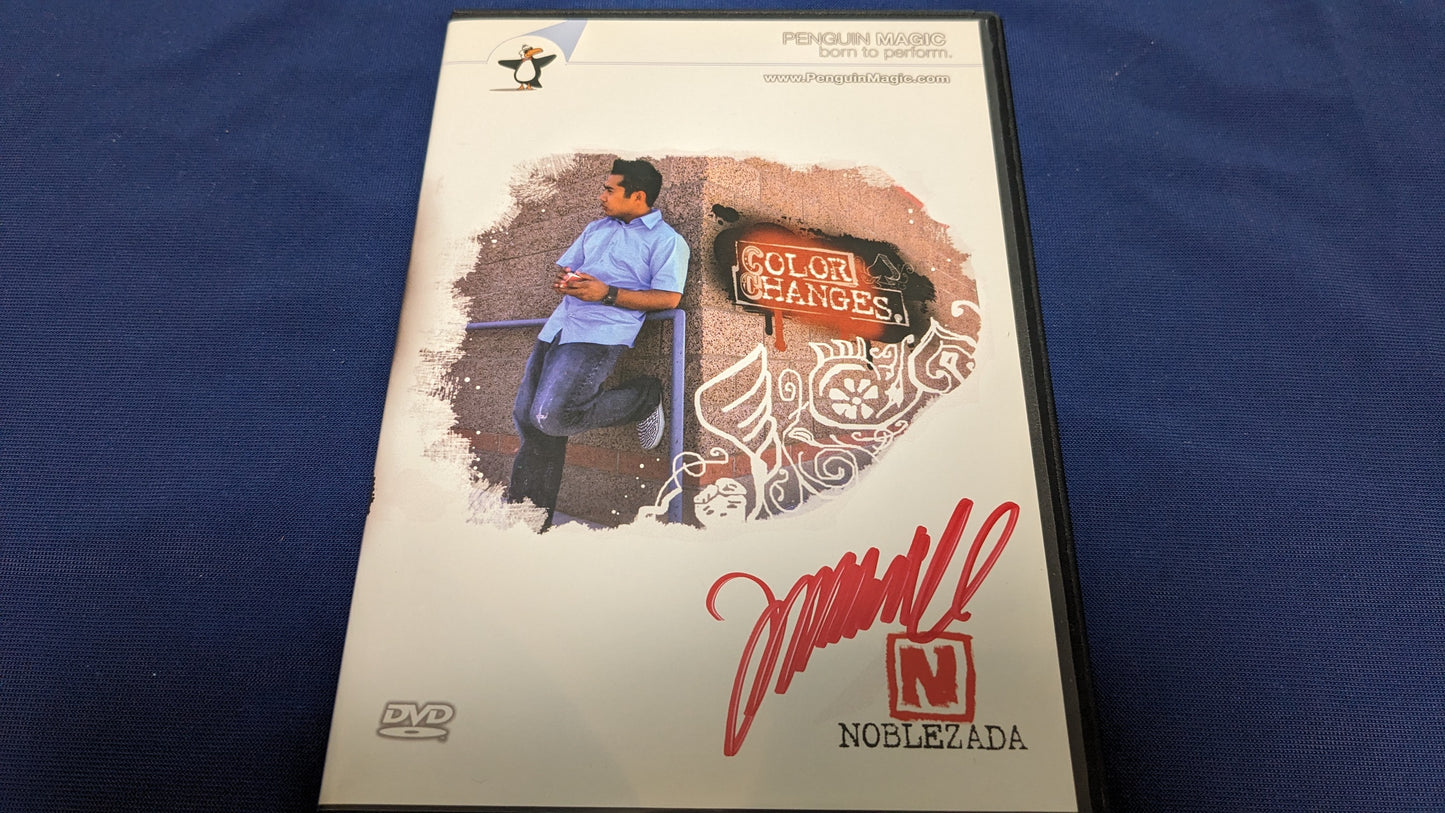 PENGUIN MAGIC
born to perform.
www.PenguinMagic.com
COLOR
CHANGES.
N
NOBLEZADA
DVD